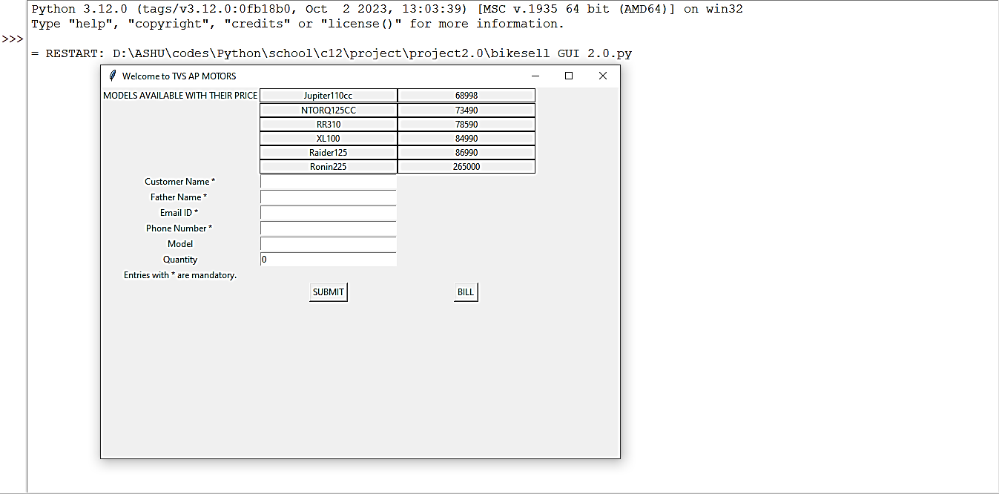 Python 3.12.0 (tags/v3.12.0:0fb18b0, Oct  2 2023, 13:03:39) [MSC v.1935 64 bit (AMD64)] on win32
Type "help", "copyright", "credits" or "license()" for more information.
>>>
= RESTART: D:\ASHU\codes\Python\school\c12\project\project2.0\bikesell GUI 2.0.py
Welcome to TVS AP MOTORS
MODELS AVAILABLE WITH THEIR PRICE Jupiter110cc 68998
NTORQ125CC 73490
RR310 78590
XL100 84990
Raider125 86990
Ronin225 265000
Customer Name *
Father Name *
Email ID *
Phone Number *
Model
Quantity 0
Entries with * are mandatory.
SUBMIT BILL